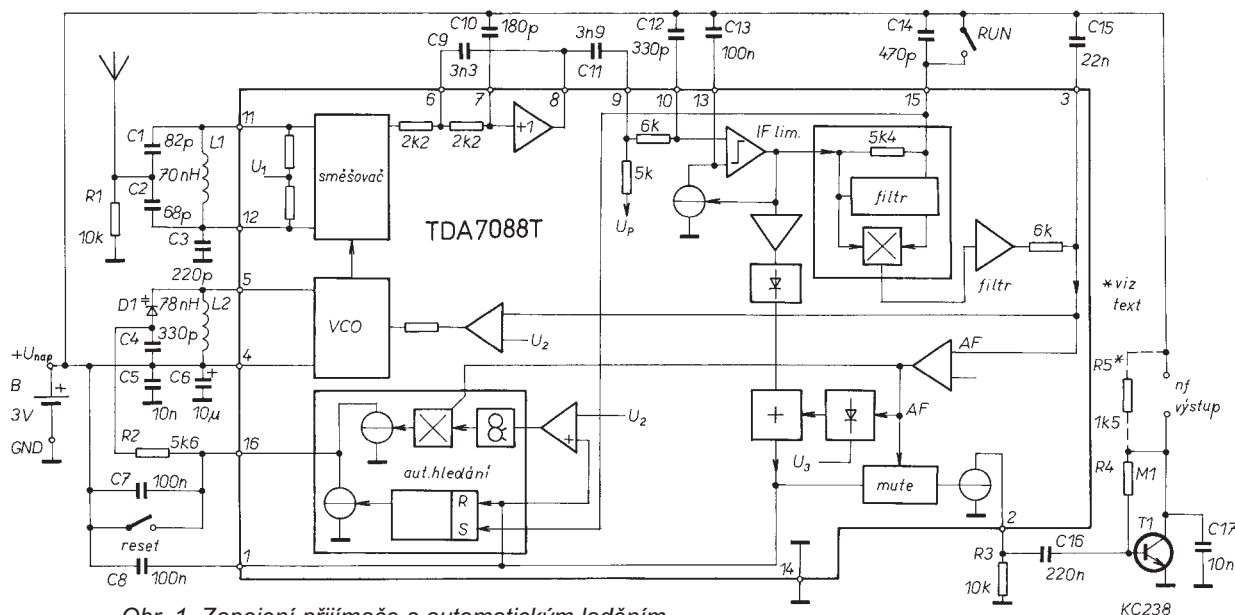 C10
180p
C9
3n3
3n9
C11
C12
330p
C13
100n
C14
470p
RUN
C15
22n
6
7
8
9
10
13
15
3
11
C1
82p
L1
70nH
C2
68p
R1
10k
12
C3
220p
U1
směšovač
2k2
2k2
+1
TDA7088T
6k
5k
UP
IF lim.
5k4
filtr
filtr
6k
*viz
text
5
D1
78nH
L2
C4
330p
VCO
U2
4
+Unap
B
3V
+
GND
C5
10n
C6
+
10µ
R2
5k6
16
C7
100n
reset
C8
100n
1
U2
+
aut.hledání
R
S
+
U3
AF
AF
mute
14
2
R3
10k
C16
220n
R5*
1k5
nf
výstup
R4
M1
T1
C17
10n
KC238
Obr. 1. Zapojení přijímače s automatickým laděním